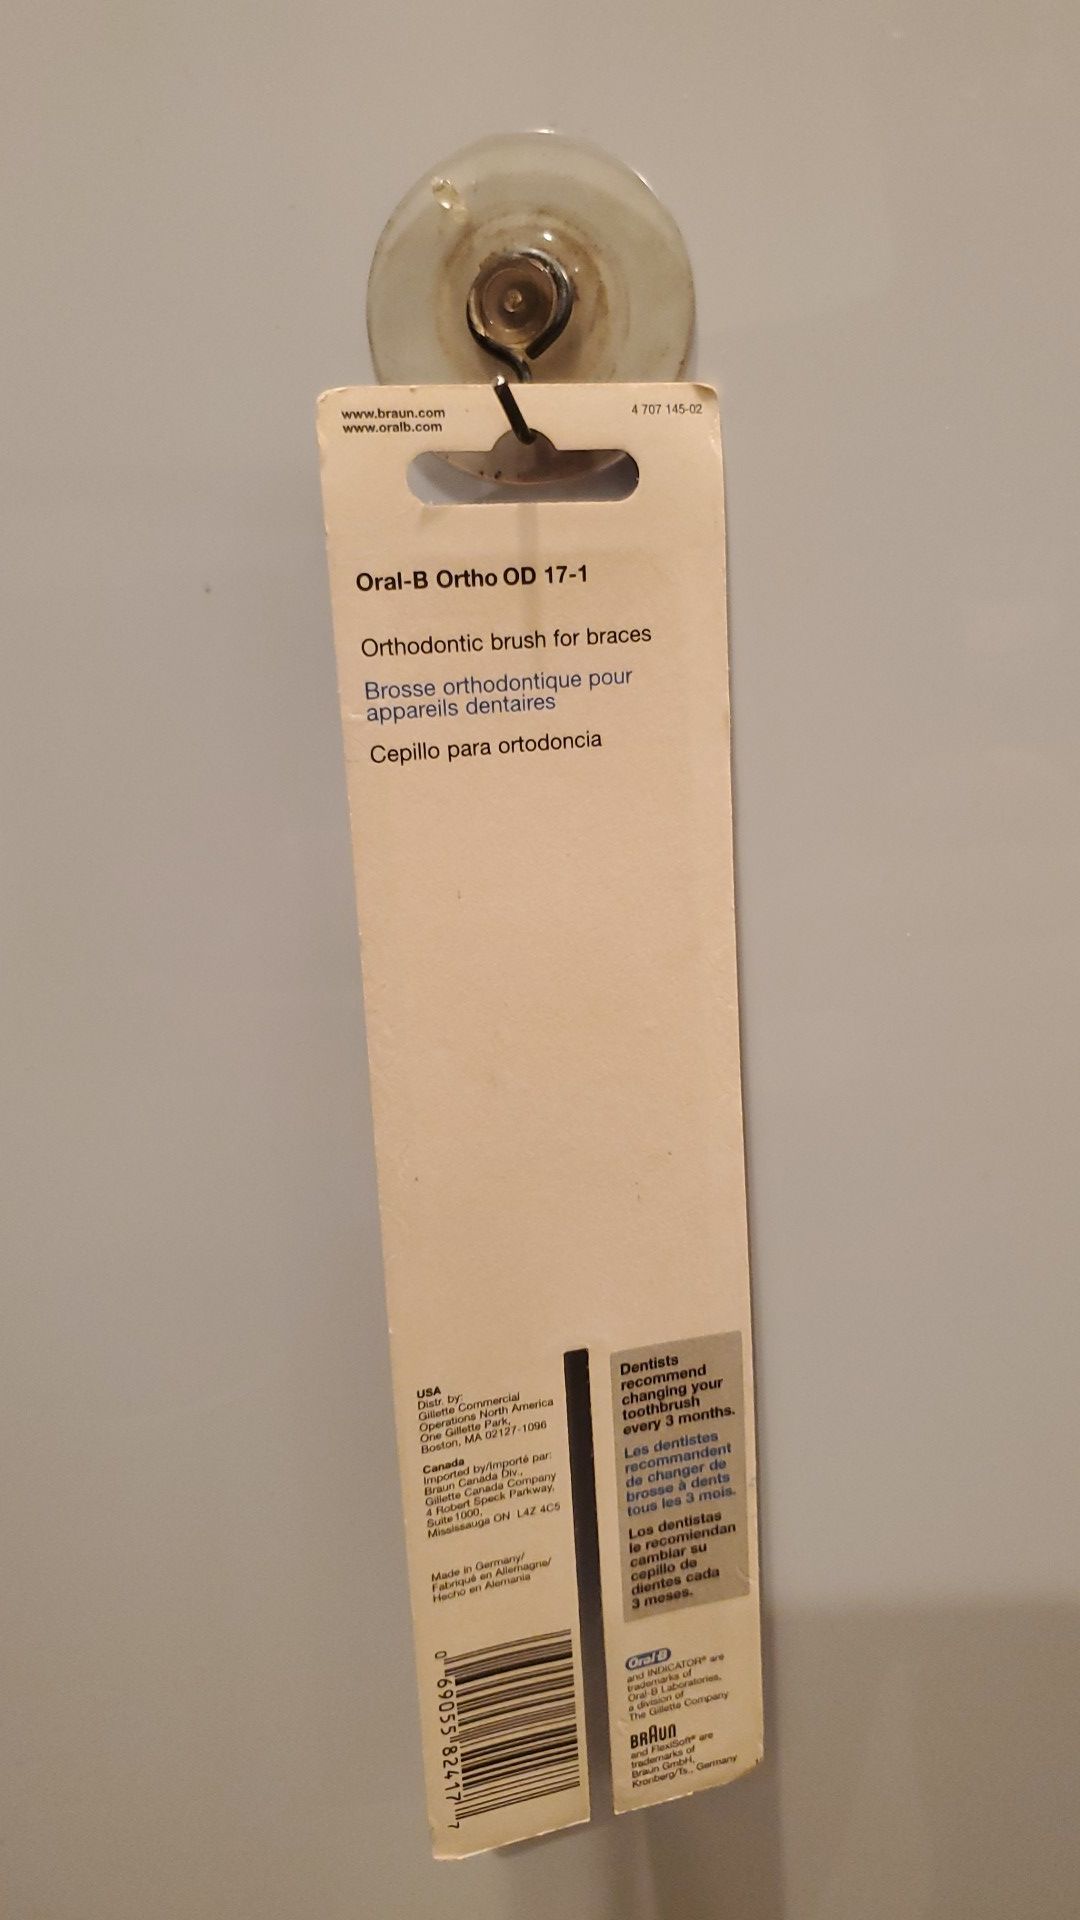 www.braun.com
www.oralb.com
4 707 145-02
Oral-B Ortho OD 17-1
Orthodontic brush for braces
Brosse orthodontique pour
appareils dentaires
Cepillo para ortodoncia
USA
Distr. by:
Gillette Commercial
Operations North America
One Gillette Park,
Boston, MA 02127-1096
Canada
Imported by/Importé par:
Braun Canada Div.,
Gillette Canada Company
4 Robert Speck Parkway,
Suite 1000,
Mississauga ON L4Z 4C5
Made in Germany/
Fabriqué en Allemagne/
Hecho en Alemania
0 69055 82417 7
Dentists
recommend
changing your
toothbrush
every 3 months.
Les dentistes
recommandent
de changer de
brosse à dents
tous les 3 mois.
Los dentistas
le recomiendan
cambiar su
cepillo de
dientes cada
3 meses.
Oral B
and INDICATOR® are
trademarks of
Oral-B Laboratories,
a division of
The Gillette Company
BRAUN
and FlexiSoft® are
trademarks of
Braun GmbH,
Kronberg/Ts., Germany